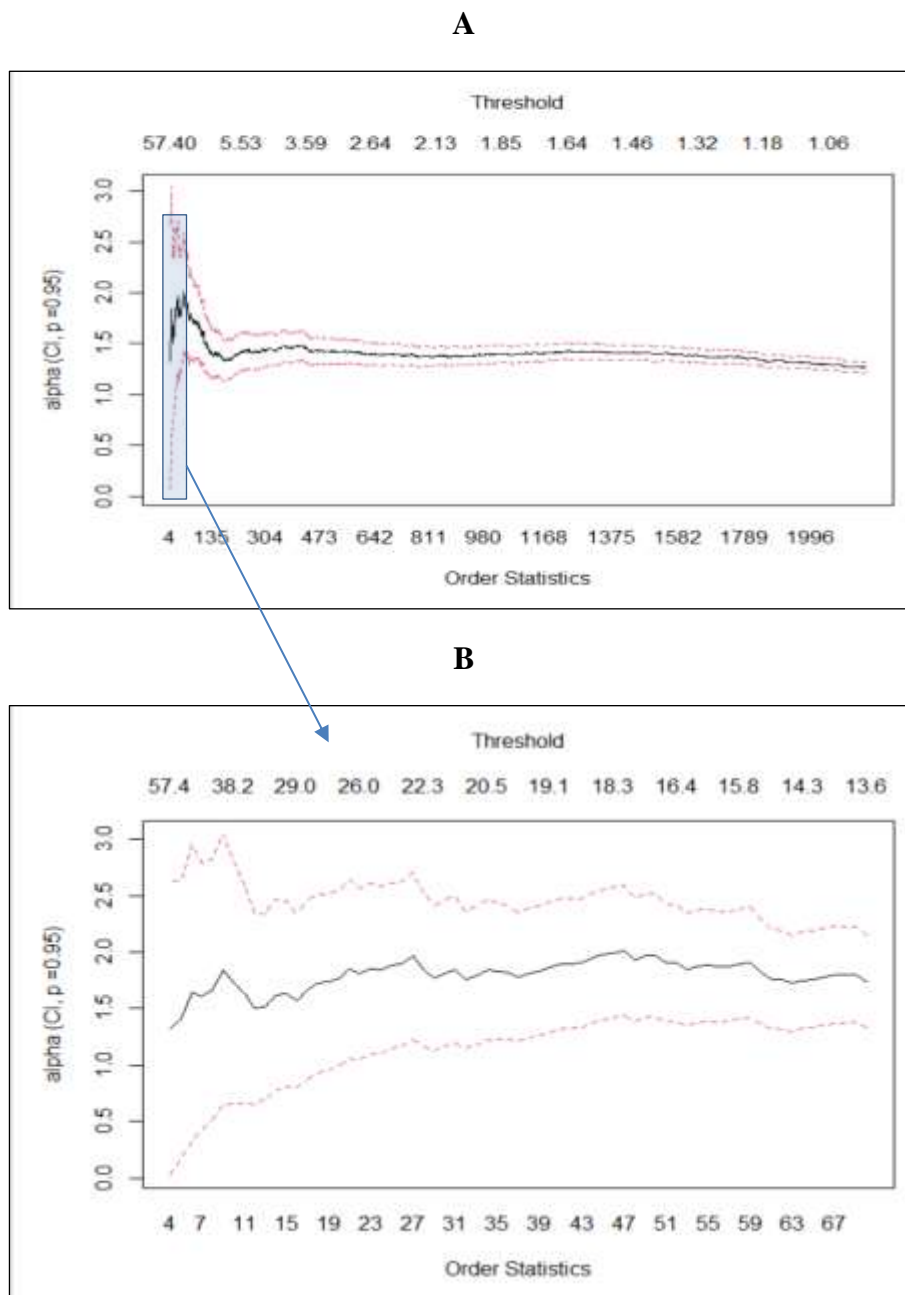 A
Threshold
57.40 5.53 3.59 2.64 2.13 1.85 1.64 1.46 1.32 1.18 1.06
3.0
2.5
2.0
1.5
1.0
0.5
0.0
alpha (CI, p =0.95)
4 135 304 473 642 811 980 1168 1375 1582 1789 1996
Order Statistics
B
Threshold
57.4 38.2 29.0 26.0 22.3 20.5 19.1 18.3 16.4 15.8 14.3 13.6
3.0
2.5
2.0
1.5
1.0
0.5
0.0
alpha (CI, p =0.95)
4 7 11 15 19 23 27 31 35 39 43 47 51 55 59 63 67
Order Statistics